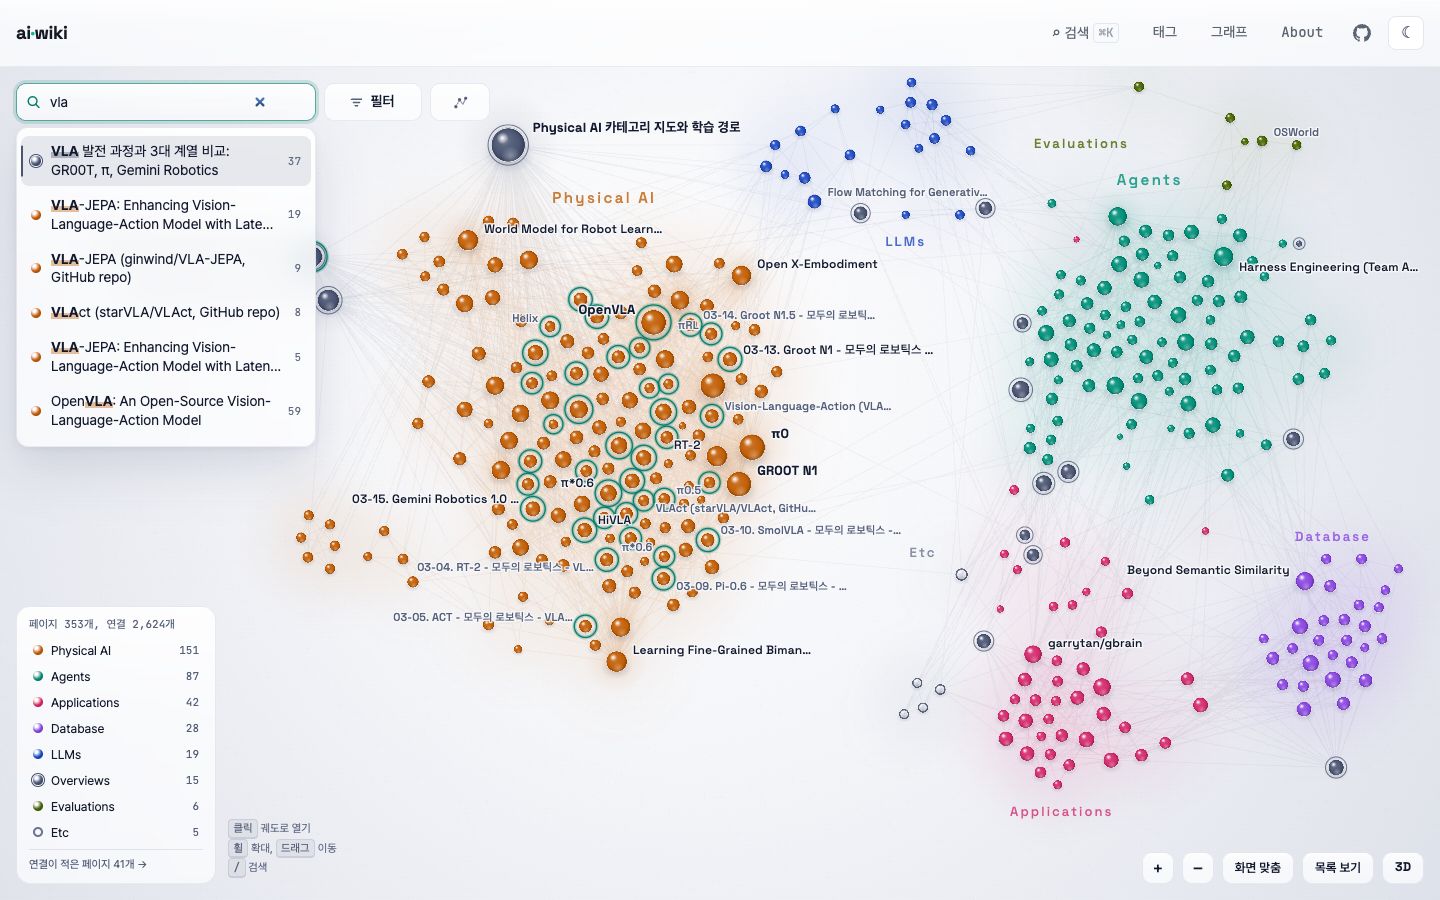 ai·wiki
검색 ⌘K
태그
그래프
About
vla
필터
VLA 발전 과정과 3대 계열 비교:
GR00T, π, Gemini Robotics
37
VLA-JEPA: Enhancing Vision-
Language-Action Model with Late...
19
VLA-JEPA (ginwind/VLA-JEPA,
GitHub repo)
9
VLAct (starVLA/VLAct, GitHub repo)
8
VLA-JEPA: Enhancing Vision-
Language-Action Model with Laten...
5
OpenVLA: An Open-Source Vision-
Language-Action Model
59
Physical AI 카테고리 지도와 학습 경로
Physical AI
World Model for Robot Learn...
Open X-Embodiment
OpenVLA
Helix
πRL
03-14. Groot N1.5 - 모두의 로보틱...
03-13. Groot N1 - 모두의 로보틱스 ...
Vision-Language-Action (VLA...
π0
RT-2
GR00T N1
π*0.6
π0.5
03-15. Gemini Robotics 1.0 ...
VLAct (starVLA/VLAct, GitHu...
HiVLA
03-10. SmolVLA - 모두의 로보틱스 -...
π*0.6
03-04. RT-2 - 모두의 로보틱스 - VL...
03-09. Pi-0.6 - 모두의 로보틱스 - ...
03-05. ACT - 모두의 로보틱스 - VLA...
Learning Fine-Grained Biman...
Flow Matching for Generativ...
LLMs
Evaluations
OSWorld
Agents
Harness Engineering (Team A...
Etc
Database
Beyond Semantic Similarity
garrytan/gbrain
Applications
페이지 353개, 연결 2,624개
Physical AI 151
Agents 87
Applications 42
Database 28
LLMs 19
Overviews 15
Evaluations 6
Etc 5
연결이 적은 페이지 41개 →
클릭 궤도로 열기
휠 확대, 드래그 이동
/ 검색
+
−
화면 맞춤
목록 보기
3D